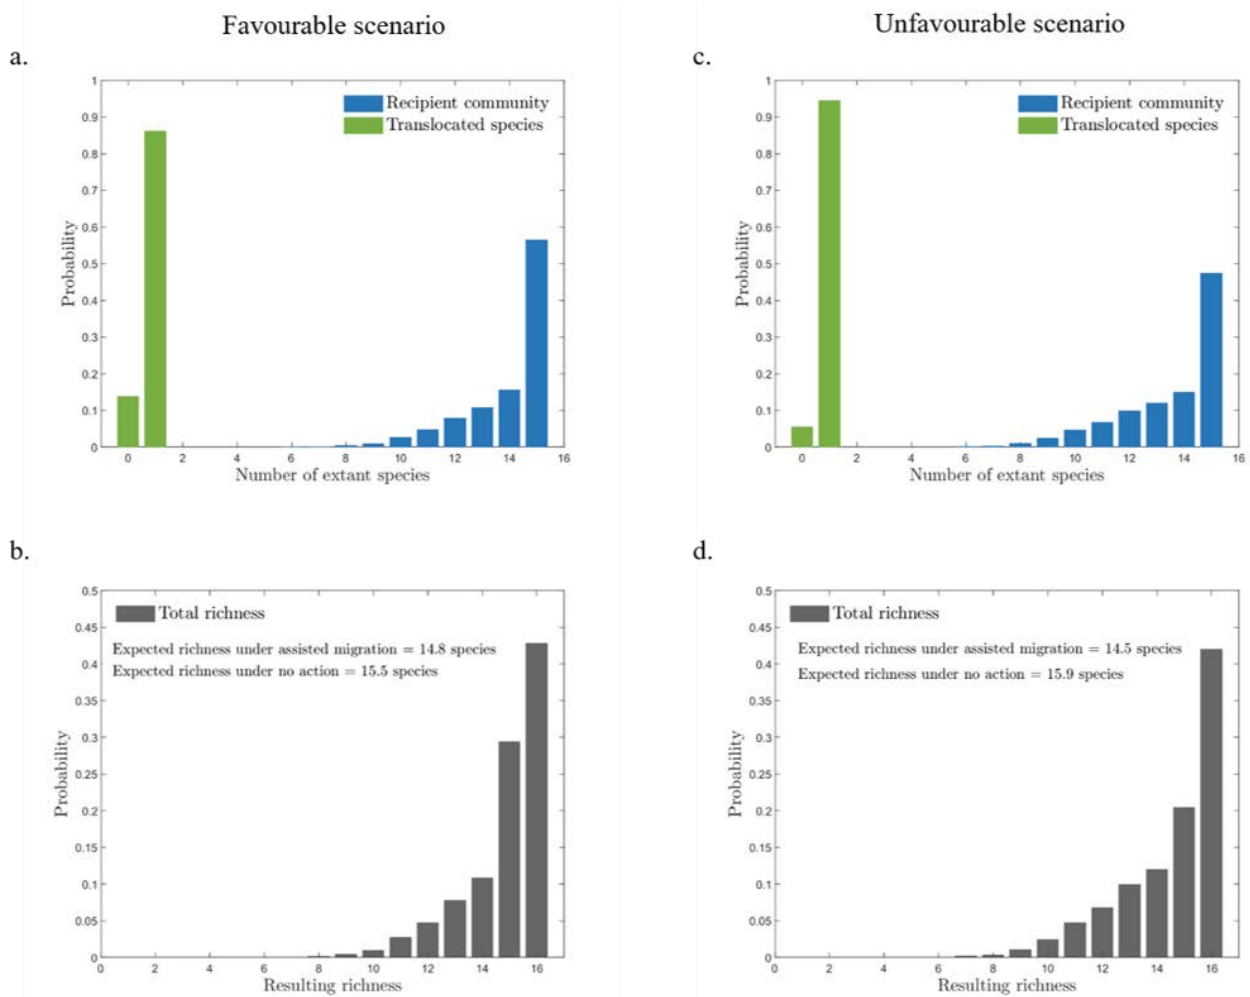 Favourable scenario
a.
1
0.9
0.8
0.7
0.6
0.5
0.4
0.3
0.2
0.1
0
Probability
Recipient community
Translocated species
0 2 4 6 8 10 12 14 16
Number of extant species
Unfavourable scenario
c.
1
0.9
0.8
0.7
0.6
0.5
0.4
0.3
0.2
0.1
0
Probability
Recipient community
Translocated species
0 2 4 6 8 10 12 14 16
Number of extant species
b.
0.5
0.45
0.4
0.35
0.3
0.25
0.2
0.15
0.1
0.05
0
Probability
Total richness
Expected richness under assisted migration = 14.8 species
Expected richness under no action = 15.5 species
0 2 4 6 8 10 12 14 16
Resulting richness
d.
0.5
0.45
0.4
0.35
0.3
0.25
0.2
0.15
0.1
0.05
0
Probability
Total richness
Expected richness under assisted migration = 14.5 species
Expected richness under no action = 15.9 species
0 2 4 6 8 10 12 14 16
Resulting richness